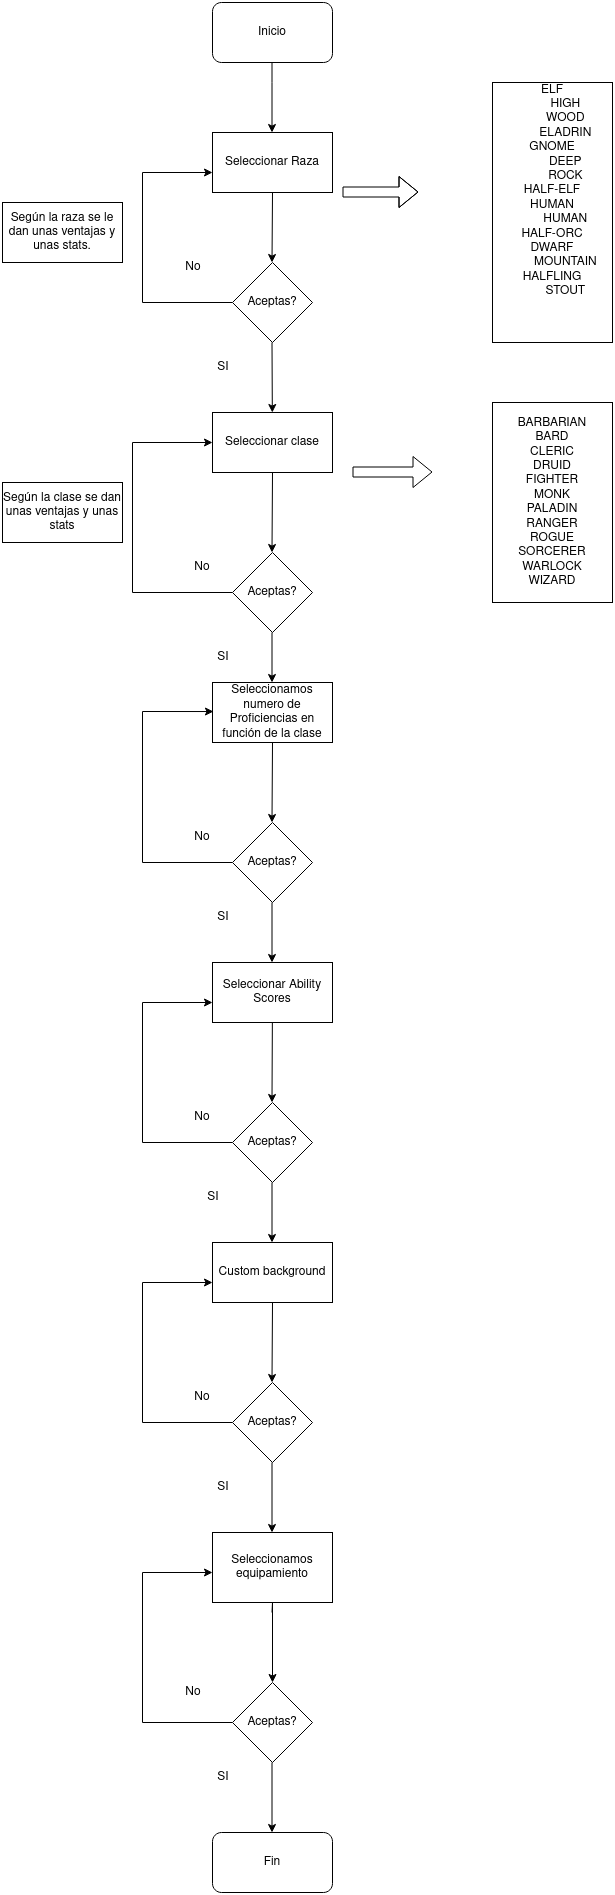 Inicio
Seleccionar Raza
ELF
HIGH
WOOD
ELADRIN
GNOME
DEEP
ROCK
HALF-ELF
HUMAN
HUMAN
HALF-ORC
DWARF
MOUNTAIN
HALFLING
STOUT
Según la raza se le
dan unas ventajas y
unas stats.
No
Aceptas?
SI
Seleccionar clase
BARBARIAN
BARD
CLERIC
DRUID
FIGHTER
MONK
PALADIN
RANGER
ROGUE
SORCERER
WARLOCK
WIZARD
Según la clase se dan
unas ventajas y unas
stats
No
Aceptas?
SI
Seleccionamos
numero de
Proficiencias en
función de la clase
No
Aceptas?
SI
Seleccionar Ability
Scores
No
Aceptas?
SI
Custom background
No
Aceptas?
SI
Seleccionamos
equipamiento
No
Aceptas?
SI
Fin